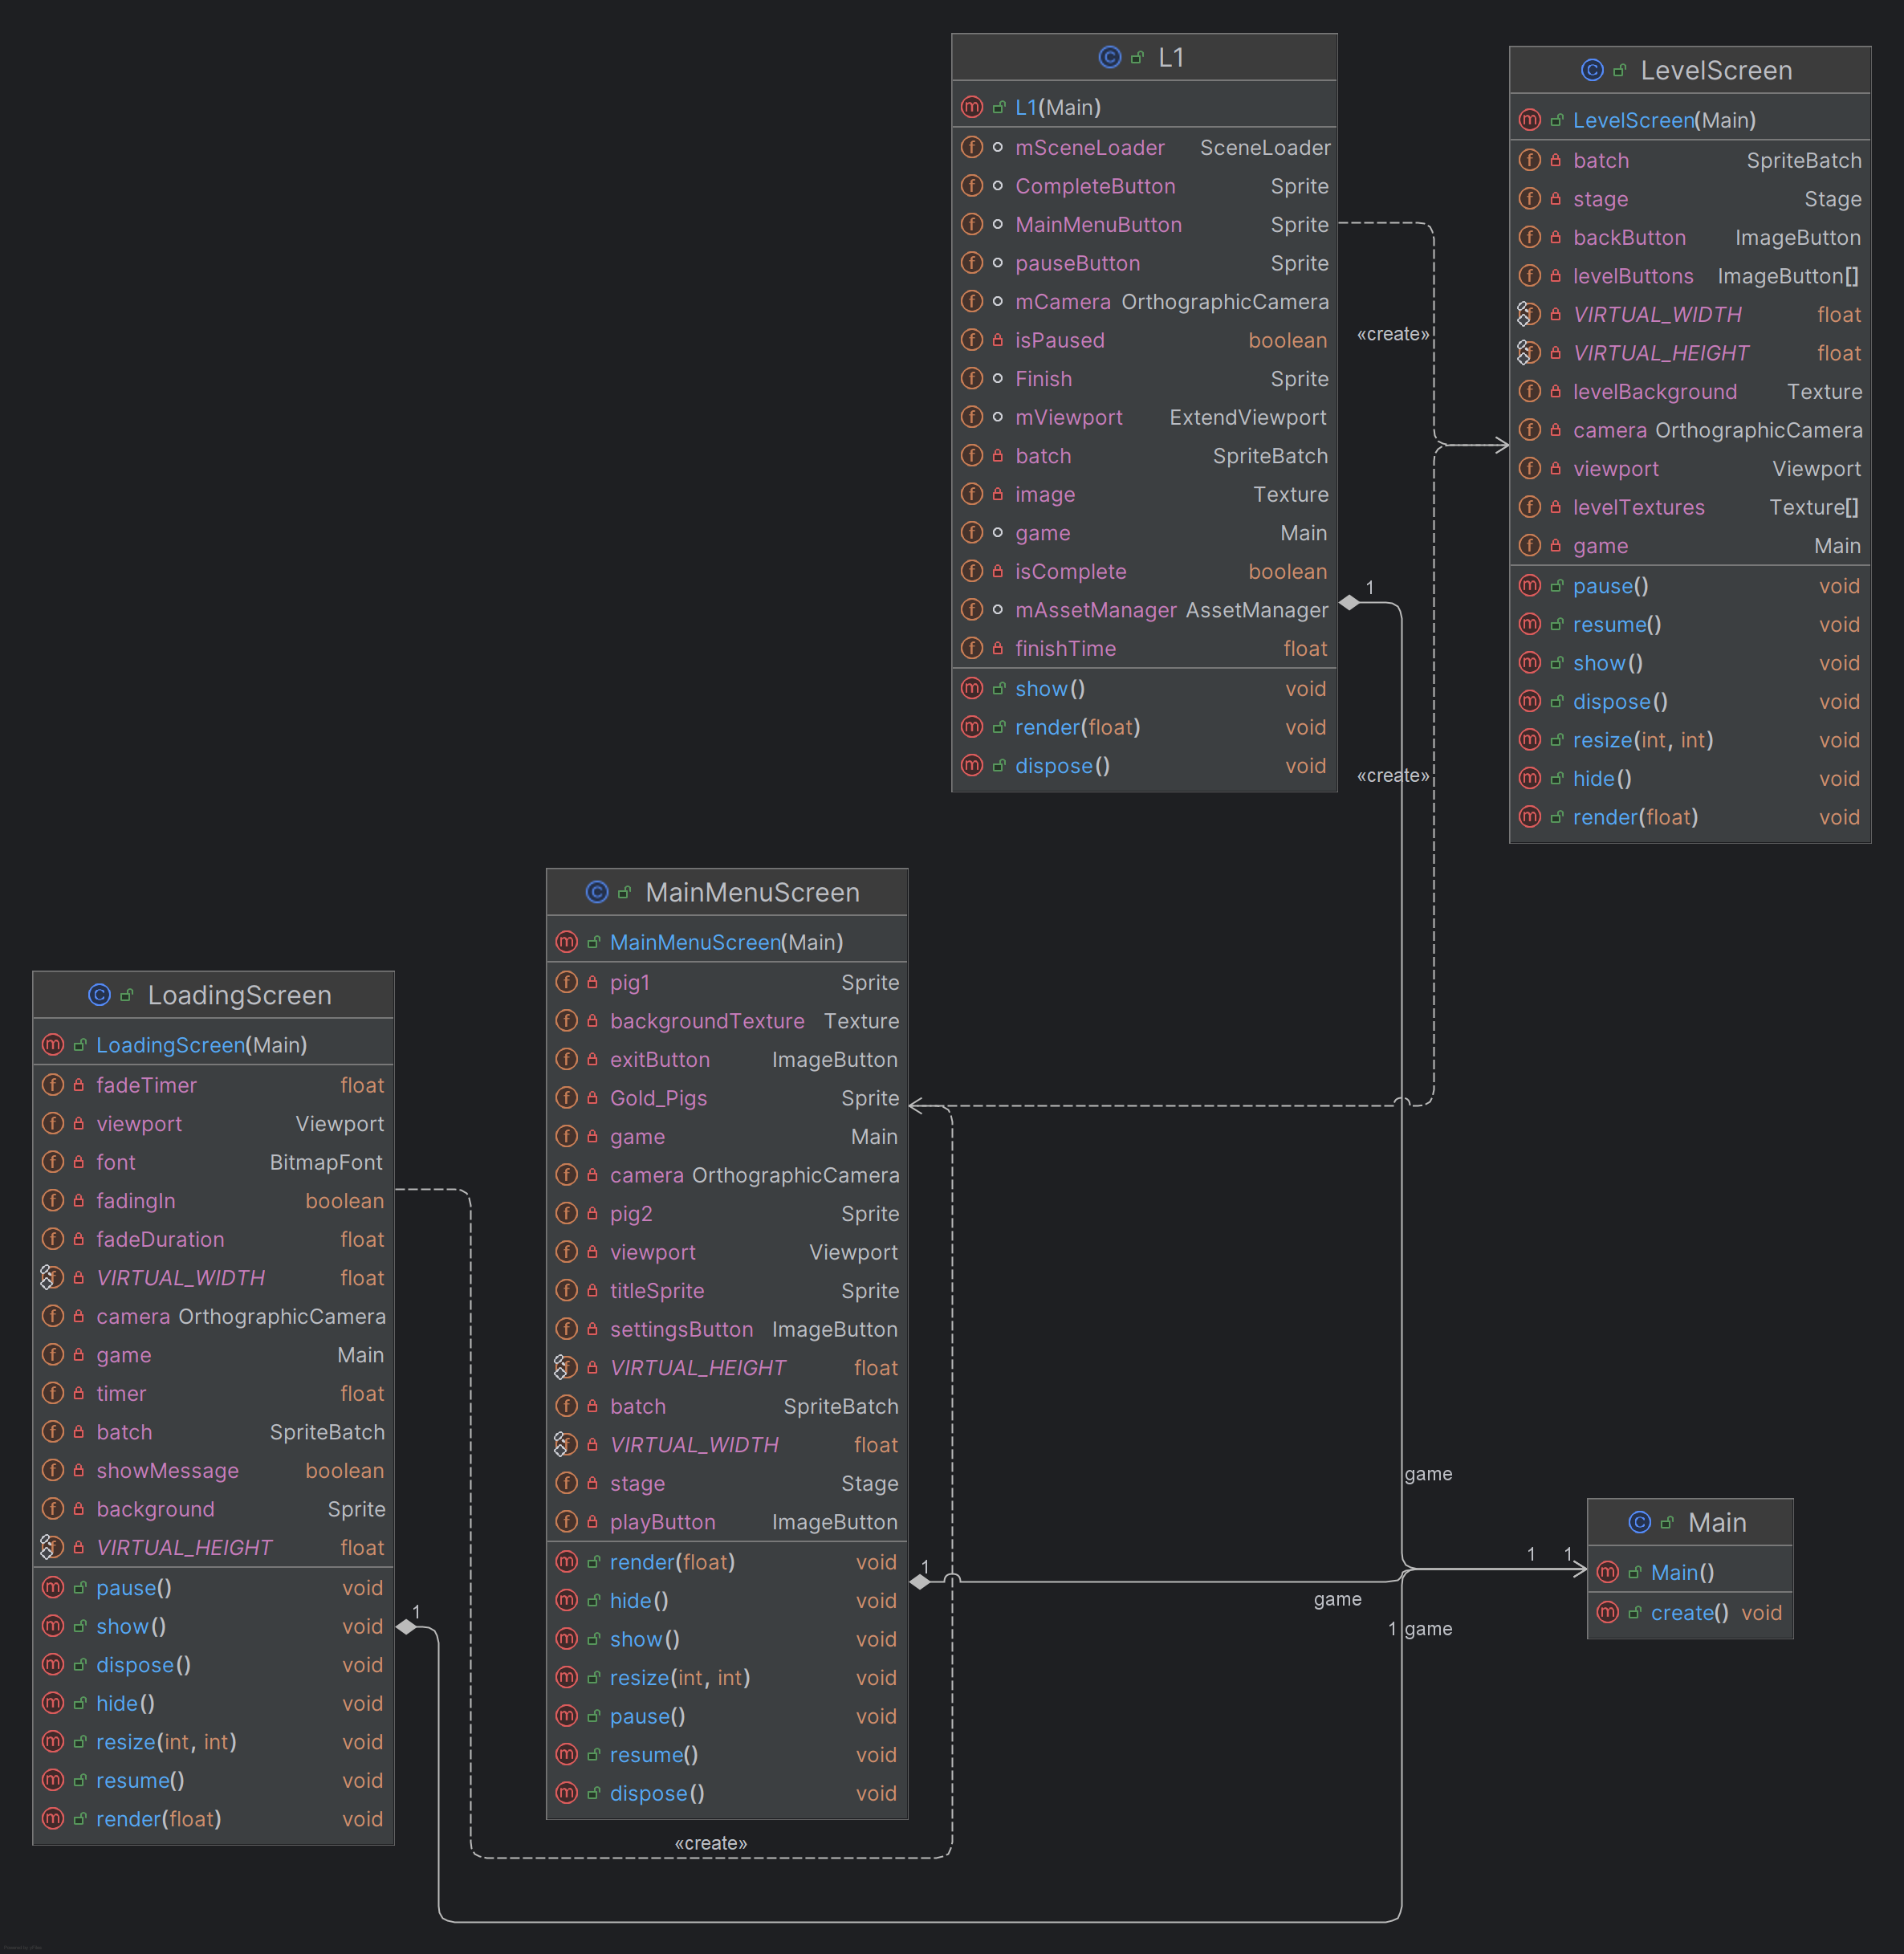 L1
L1(Main)
mSceneLoader SceneLoader
CompleteButton Sprite
MainMenuButton Sprite
pauseButton Sprite
mCamera OrthographicCamera
isPaused boolean
Finish Sprite
mViewport ExtendViewport
batch SpriteBatch
image Texture
game Main
isComplete boolean
mAssetManager AssetManager
finishTime float
show() void
render(float) void
dispose() void
LevelScreen
LevelScreen(Main)
batch SpriteBatch
stage Stage
backButton ImageButton
levelButtons ImageButton[]
VIRTUAL_WIDTH float
VIRTUAL_HEIGHT float
levelBackground Texture
camera OrthographicCamera
viewport Viewport
levelTextures Texture[]
game Main
pause() void
resume() void
show() void
dispose() void
resize(int, int) void
hide() void
render(float) void
«create»
1
«create»
MainMenuScreen
MainMenuScreen(Main)
pig1 Sprite
backgroundTexture Texture
exitButton ImageButton
Gold_Pigs Sprite
game Main
camera OrthographicCamera
pig2 Sprite
viewport Viewport
titleSprite Sprite
settingsButton ImageButton
VIRTUAL_HEIGHT float
batch SpriteBatch
VIRTUAL_WIDTH float
stage Stage
playButton ImageButton
render(float) void
hide() void
show() void
resize(int, int) void
pause() void
resume() void
dispose() void
LoadingScreen
LoadingScreen(Main)
fadeTimer float
viewport Viewport
font BitmapFont
fadingIn boolean
fadeDuration float
VIRTUAL_WIDTH float
camera OrthographicCamera
game Main
timer float
batch SpriteBatch
showMessage boolean
background Sprite
VIRTUAL_HEIGHT float
pause() void
show() void
dispose() void
hide() void
resize(int, int) void
resume() void
render(float) void
game
1
1 1
game
1 game
1
Main
Main()
create() void
«create»